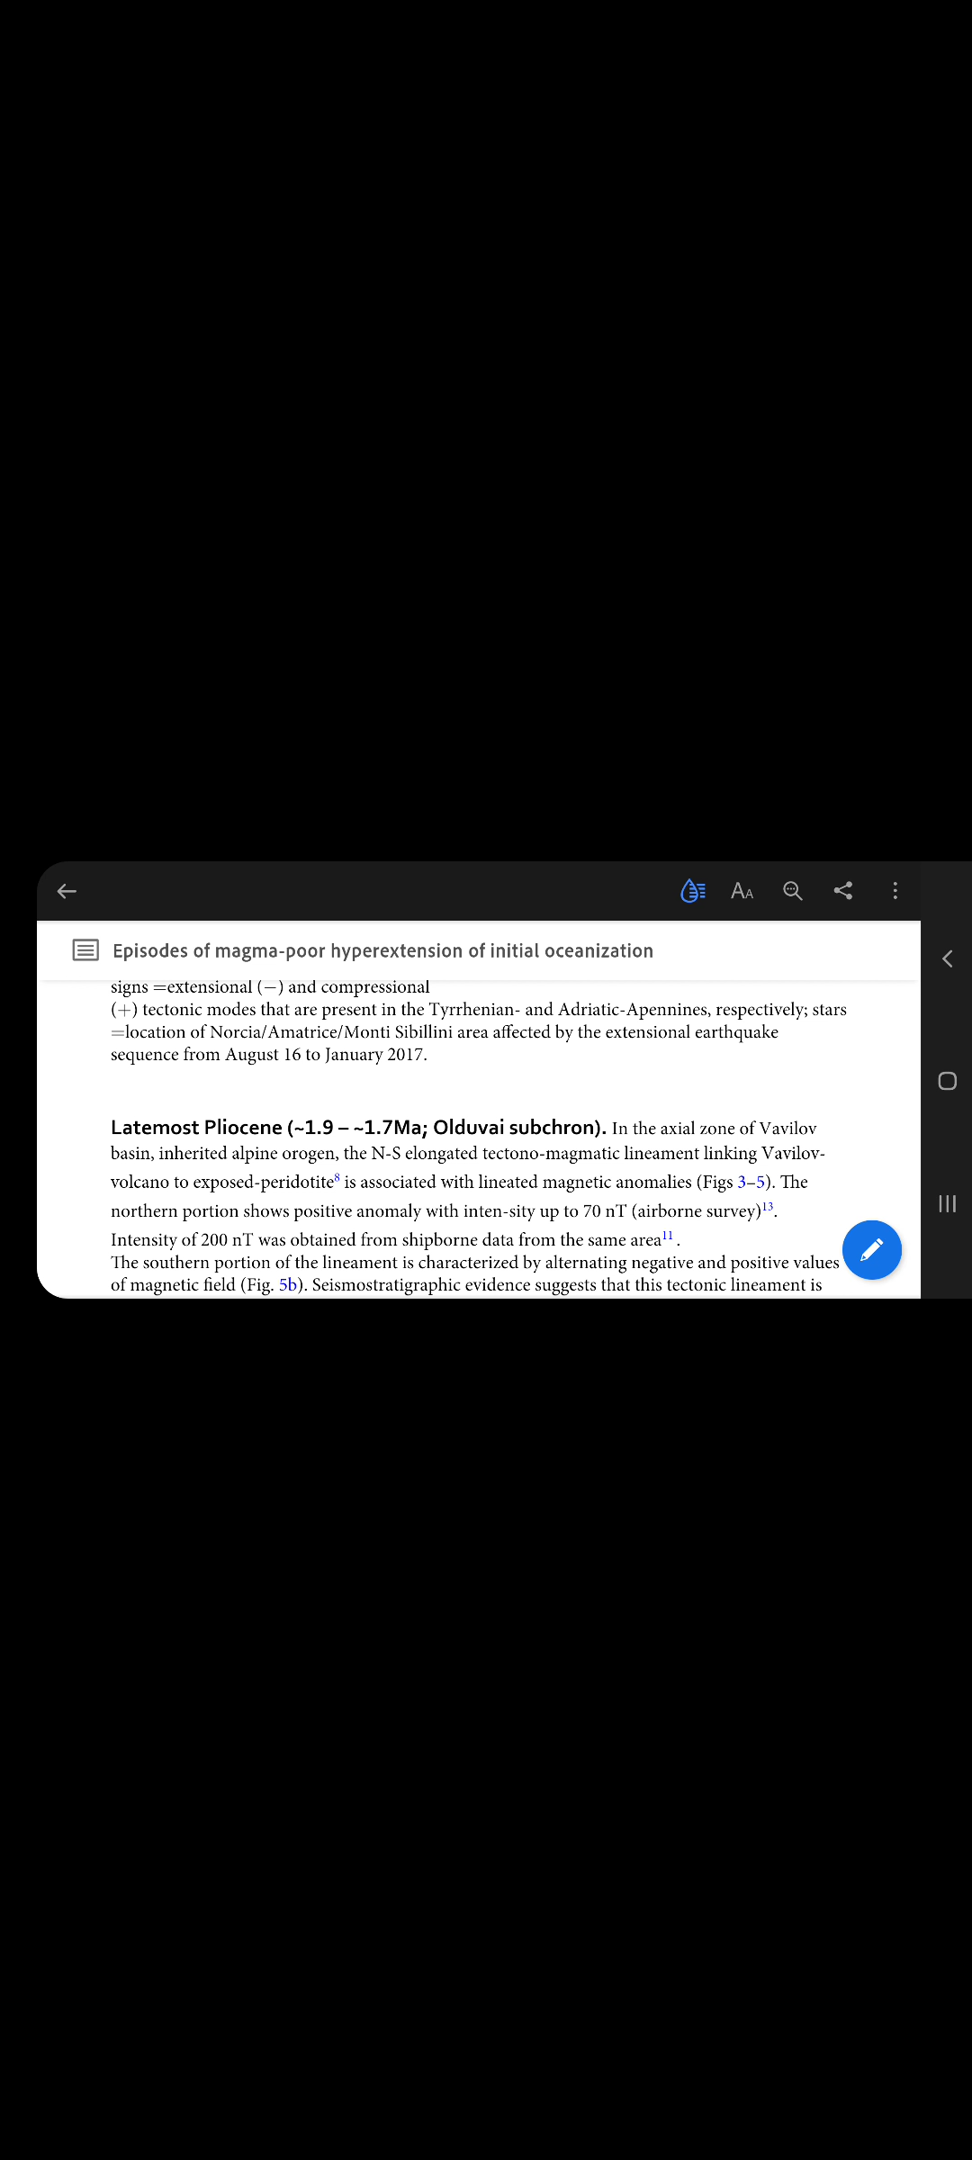 Episodes of magma-poor hyperextension of initial oceanization
signs =extensional (−) and compressional
(+) tectonic modes that are present in the Tyrrhenian- and Adriatic-Apennines, respectively; stars
=location of Norcia/Amatrice/Monti Sibillini area affected by the extensional earthquake
sequence from August 16 to January 2017.
Latemost Pliocene (~1.9 – ~1.7Ma; Olduvai subchron). In the axial zone of Vavilov
basin, inherited alpine orogen, the N-S elongated tectono-magmatic lineament linking Vavilov-
volcano to exposed-peridotite8 is associated with lineated magnetic anomalies (Figs 3–5). The
northern portion shows positive anomaly with inten-sity up to 70 nT (airborne survey)13.
Intensity of 200 nT was obtained from shipborne data from the same area11 .
The southern portion of the lineament is characterized by alternating negative and positive values
of magnetic field (Fig. 5b). Seismostratigraphic evidence suggests that this tectonic lineament is